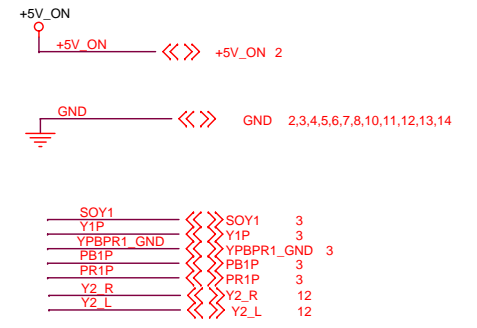 +5V_ON
+5V_ON +5V_ON 2
GND GND 2,3,4,5,6,7,8,10,11,12,13,14
SOY1 SOY1 3
Y1P Y1P 3
YPBPR1_GND YPBPR1_GND 3
PB1P PB1P 3
PR1P PR1P 3
Y2_R Y2_R 12
Y2_L Y2_L 12